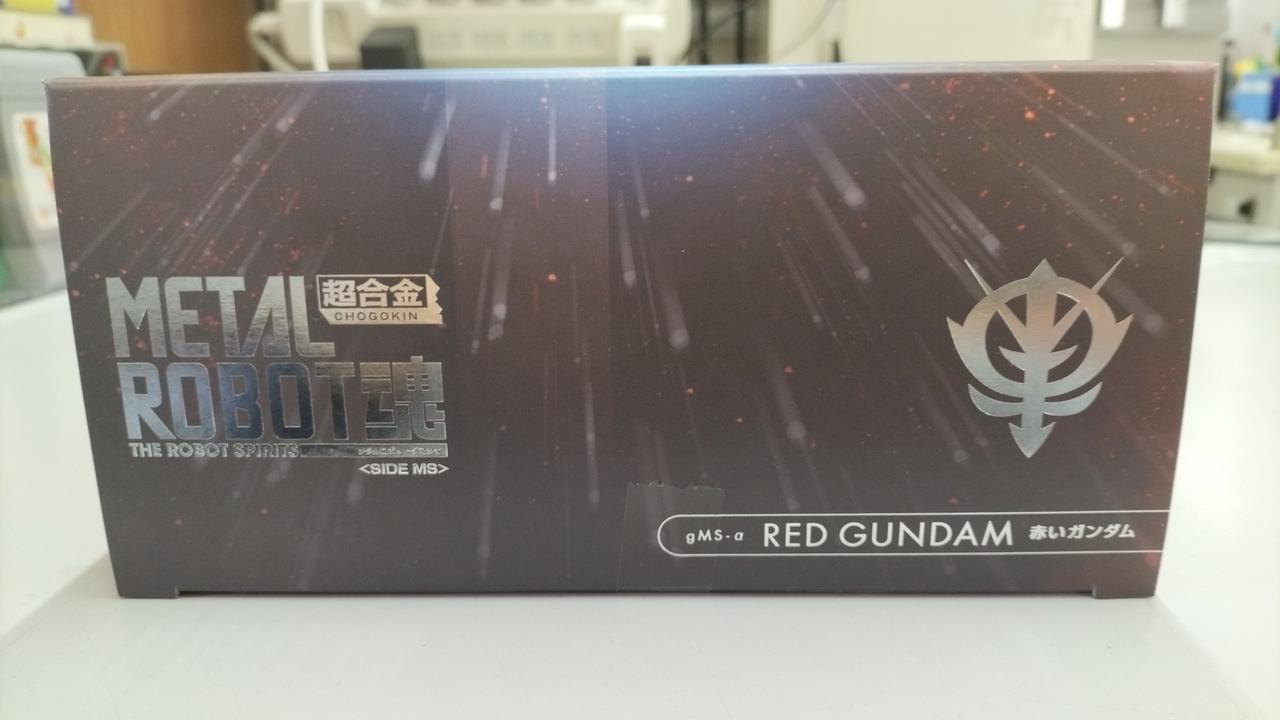 METAL 超合金
CHOGOKIN
ROBOT魂
THE ROBOT SPIRITS
<SIDE MS>
gMS-α RED GUNDAM 赤いガンダム